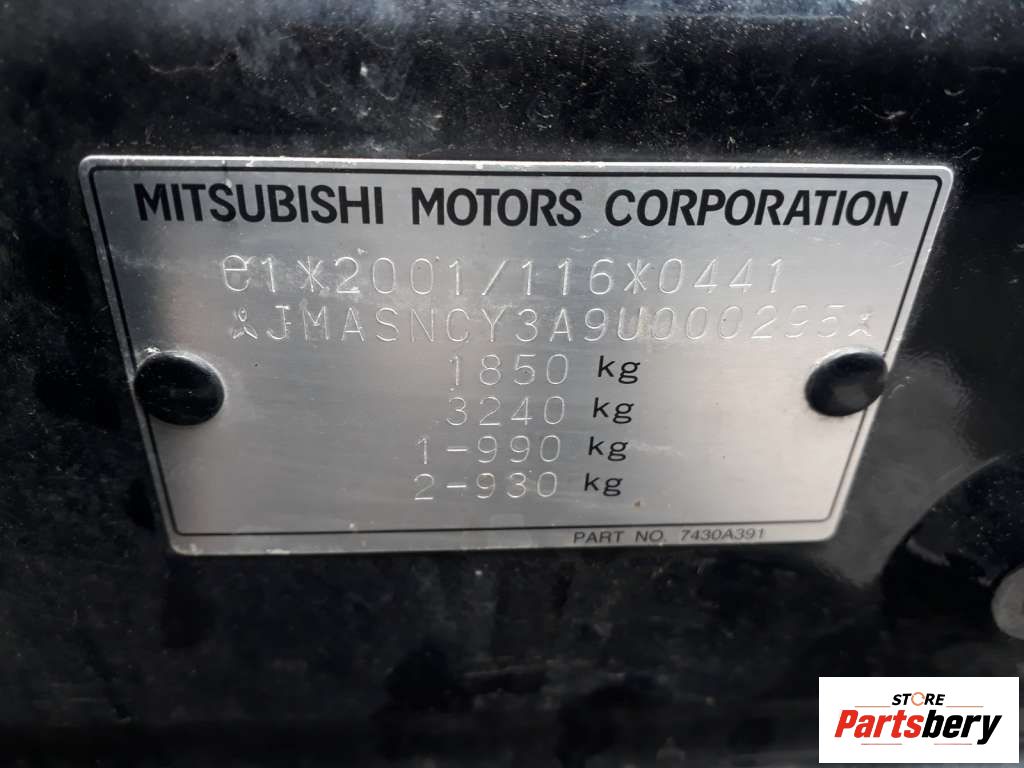 MITSUBISHI MOTORS CORPORATION
e1*2001/116*0441
JMASNCY3A9U000295
1850 kg
3240 kg
1-990 kg
2-930 kg
PART NO. 7430A391
STORE
Partsbery